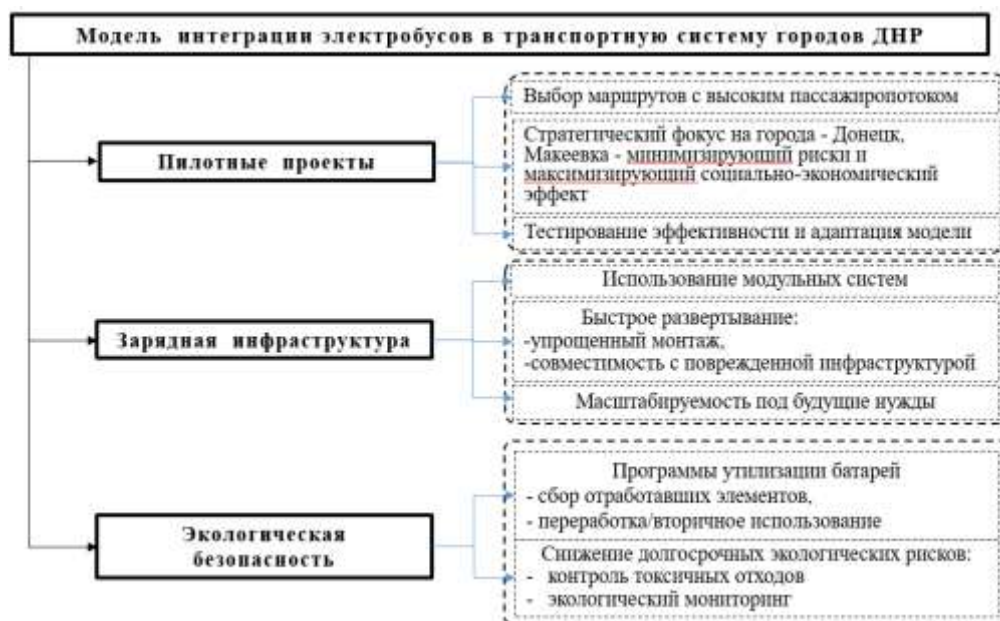 Модель интеграции электробусов в транспортную систему городов ДНР
Пилотные проекты
Выбор маршрутов с высоким пассажиропотоком
Стратегический фокус на города - Донецк,
Макеевка - минимизирующий риски и
максимизирующий социально-экономический
эффект
Тестирование эффективности и адаптация модели
Зарядная инфраструктура
Использование модульных систем
Быстрое развертывание:
-упрощенный монтаж,
-совместимость с поврежденной инфраструктурой
Масштабируемость под будущие нужды
Экологическая
безопасность
Программы утилизации батарей
- сбор отработавших элементов,
- переработка/вторичное использование
Снижение долгосрочных экологических рисков:
- контроль токсичных отходов
- экологический мониторинг